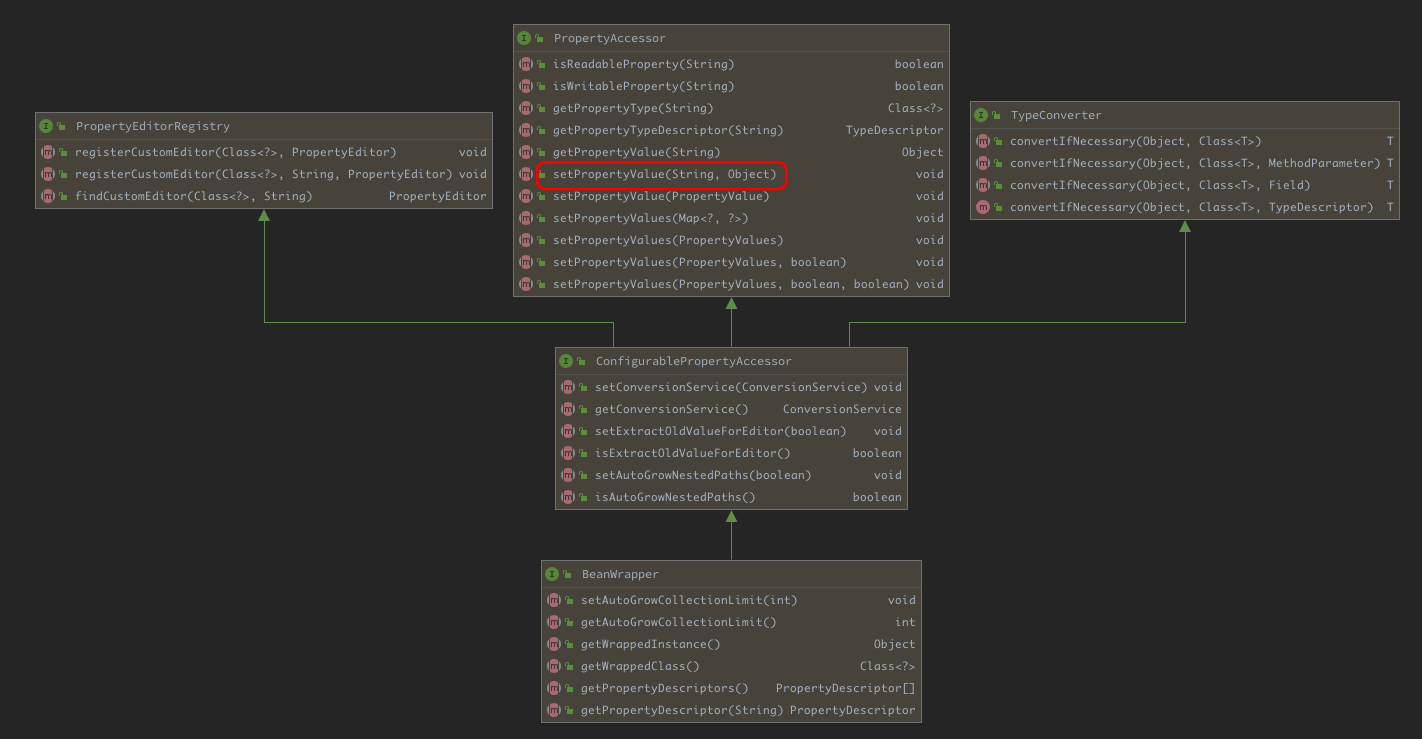 PropertyAccessor
isReadableProperty(String) boolean
isWritableProperty(String) boolean
getPropertyType(String) Class<?>
getPropertyTypeDescriptor(String) TypeDescriptor
getPropertyValue(String) Object
setPropertyValue(String, Object) void
setPropertyValue(PropertyValue) void
setPropertyValues(Map<?, ?>) void
setPropertyValues(PropertyValues) void
setPropertyValues(PropertyValues, boolean) void
setPropertyValues(PropertyValues, boolean, boolean) void
PropertyEditorRegistry
registerCustomEditor(Class<?>, PropertyEditor) void
registerCustomEditor(Class<?>, String, PropertyEditor) void
findCustomEditor(Class<?>, String) PropertyEditor
TypeConverter
convertIfNecessary(Object, Class<T>) T
convertIfNecessary(Object, Class<T>, MethodParameter) T
convertIfNecessary(Object, Class<T>, Field) T
convertIfNecessary(Object, Class<T>, TypeDescriptor) T
ConfigurablePropertyAccessor
setConversionService(ConversionService) void
getConversionService() ConversionService
setExtractOldValueForEditor(boolean) void
isExtractOldValueForEditor() boolean
setAutoGrowNestedPaths(boolean) void
isAutoGrowNestedPaths() boolean
BeanWrapper
setAutoGrowCollectionLimit(int) void
getAutoGrowCollectionLimit() int
getWrappedInstance() Object
getWrappedClass() Class<?>
getPropertyDescriptors() PropertyDescriptor[]
getPropertyDescriptor(String) PropertyDescriptor